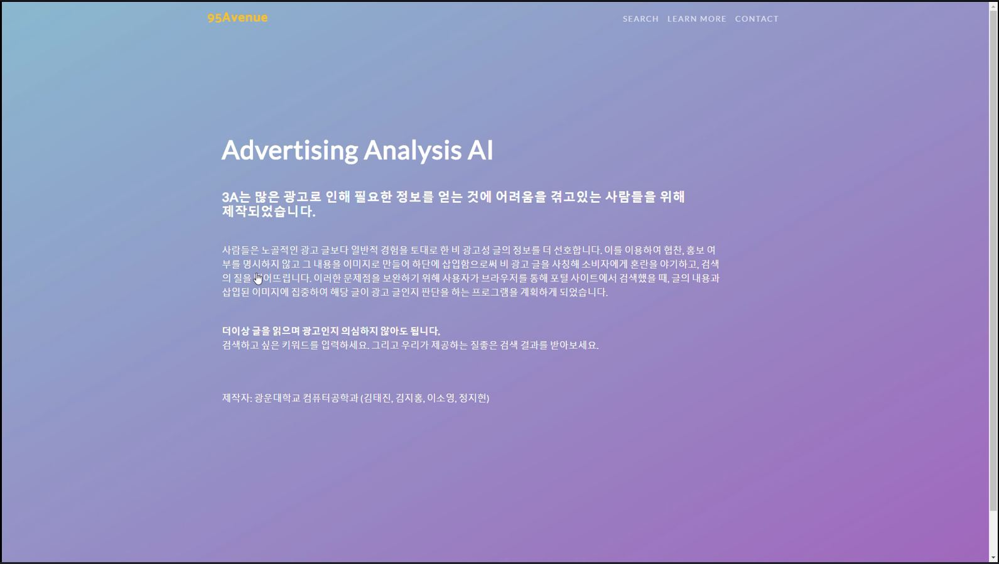 95Avenue
SEARCH LEARN MORE CONTACT
Advertising Analysis AI
3A는 많은 광고로 인해 필요한 정보를 얻는 것에 어려움을 겪고있는 사람들을 위해
제작되었습니다.
사람들은 노골적인 광고 글보다 일반적 경험을 토대로 한 비 광고성 글의 정보를 더 선호합니다. 이를 이용하여 협찬, 홍보 여
부를 명시하지 않고 그 내용을 이미지로 만들어 하단에 삽입함으로써 비 광고 글을 사칭해 소비자에게 혼란을 야기하고, 검색
의 질을 어뜨립니다. 이러한 문제점을 보완하기 위해 사용자가 브라우저를 통해 포털 사이트에서 검색했을 때, 글의 내용과
삽입된 이미지에 집중하여 해당 글이 광고 글인지 판단을 하는 프로그램을 계획하게 되었습니다.
더이상 글을 읽으며 광고인지 의심하지 않아도 됩니다.
검색하고 싶은 키워드를 입력하세요. 그리고 우리가 제공하는 질좋은 검색 결과를 받아보세요.
제작자: 광운대학교 컴퓨터공학과 (김태진, 김지홍, 이소영, 정지현)